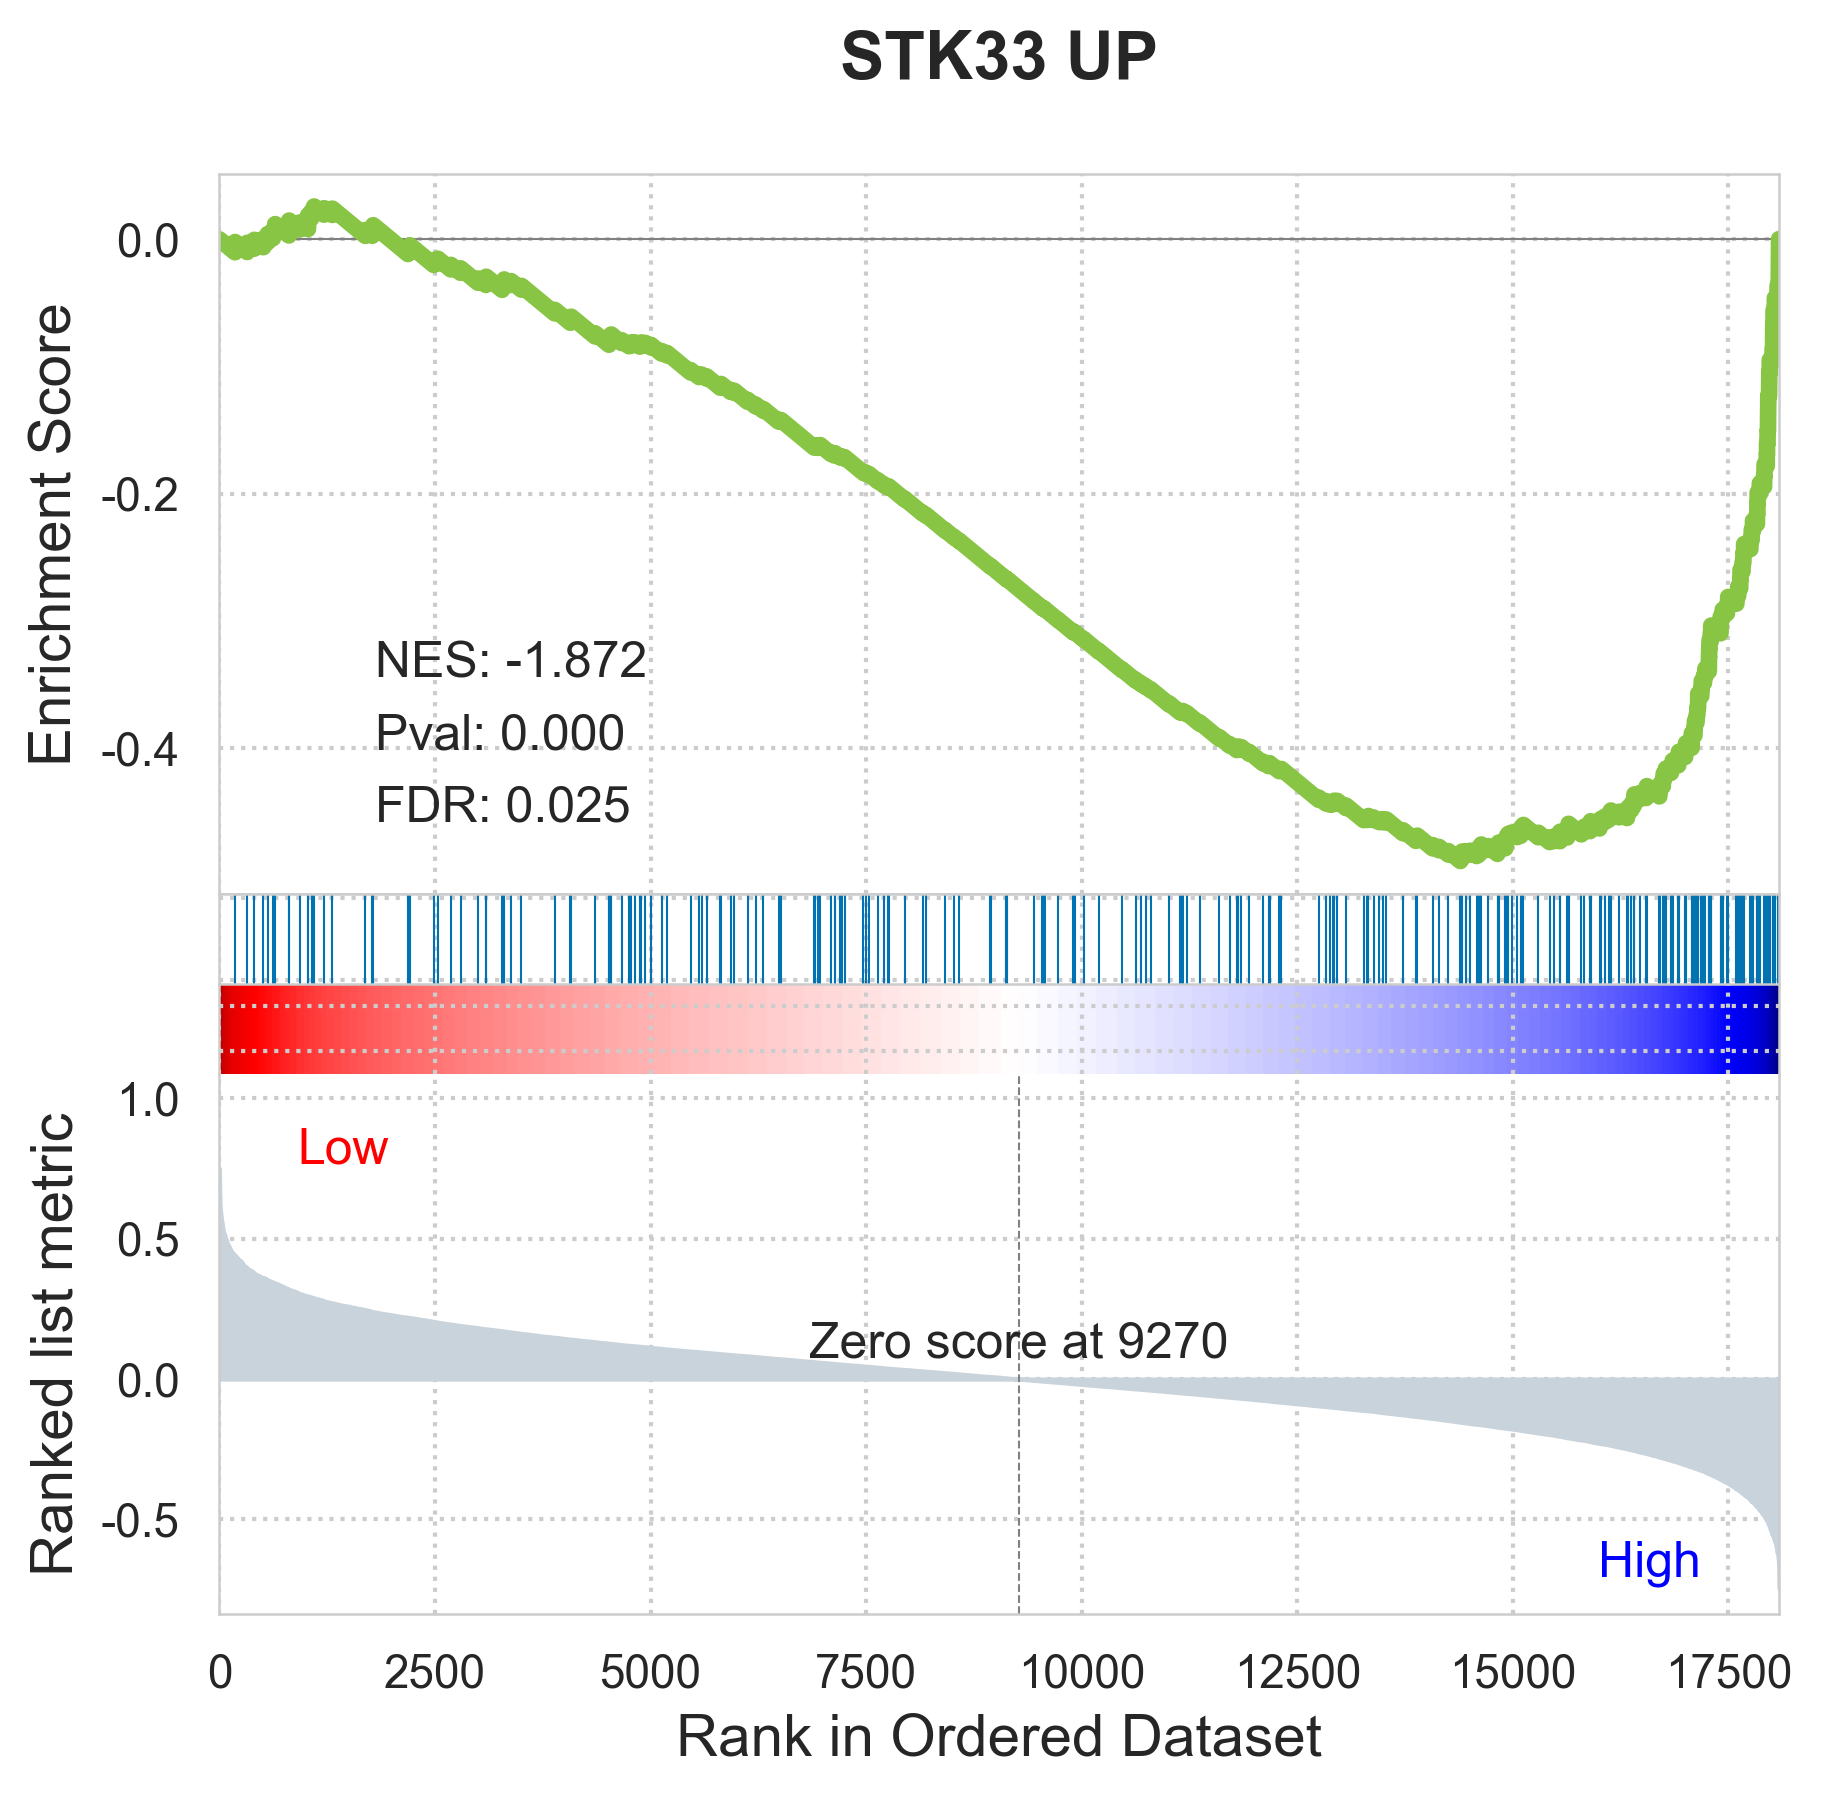 STK33 UP
Enrichment Score
0.0
-0.2
-0.4
NES: -1.872
Pval: 0.000
FDR: 0.025
Ranked list metric
1.0
0.5
0.0
-0.5
Low
Zero score at 9270
High
0 2500 5000 7500 10000 12500 15000 17500
Rank in Ordered Dataset